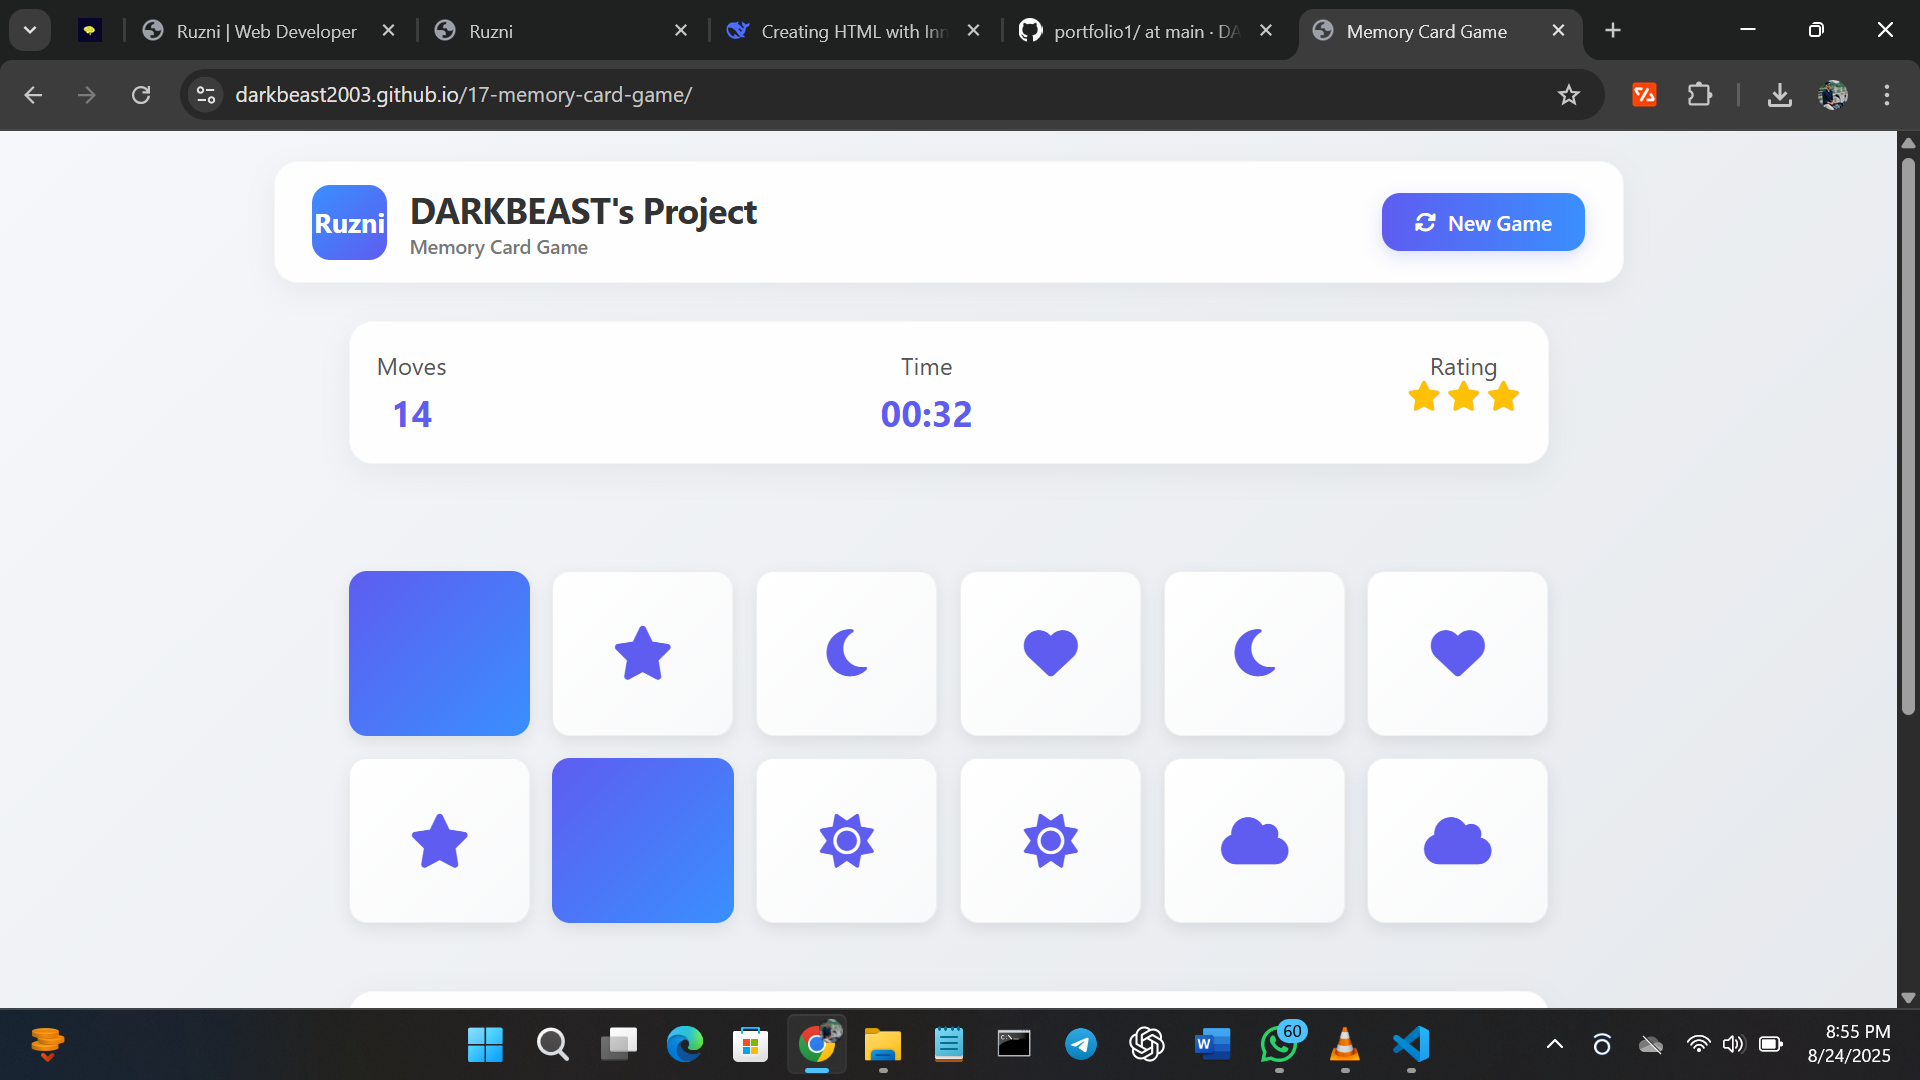 Ruzni | Web Developer
Ruzni
Creating HTML with Inn
portfolio1/ at main · DA
Memory Card Game
darkbeast2003.github.io/17-memory-card-game/
Ruzni
DARKBEAST's Project
Memory Card Game
New Game
Moves
14
Time
00:32
Rating
60
8:55 PM
8/24/2025